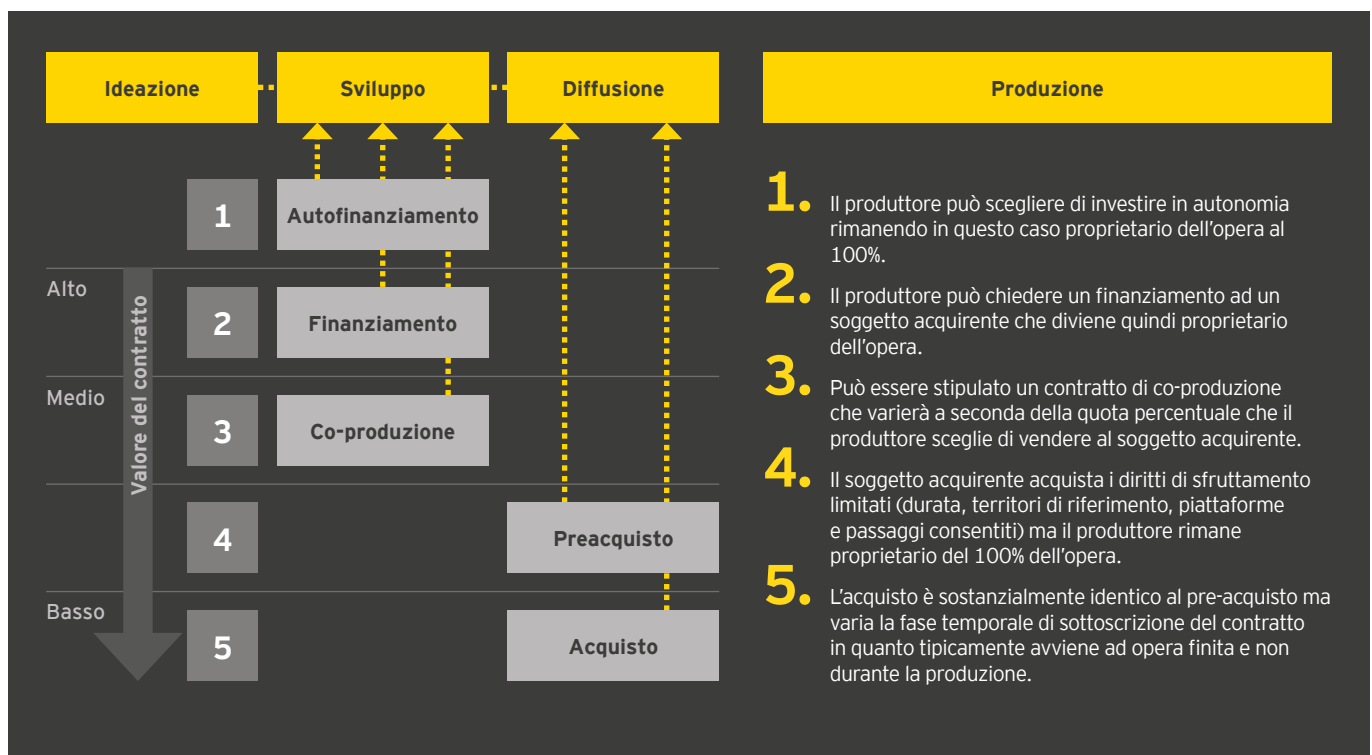 Ideazione
Sviluppo
Diffusione
Produzione
1
Autofinanziamento
Alto
2
Finanziamento
Medio
3
Co-produzione
4
Preacquisto
Basso
5
Acquisto
Valore del contratto
1.
Il produttore può scegliere di investire in autonomia
rimanendo in questo caso proprietario dell'opera al
100%.
2.
Il produttore può chiedere un finanziamento ad un
soggetto acquirente che diviene quindi proprietario
dell'opera.
3.
Può essere stipulato un contratto di co-produzione
che varierà a seconda della quota percentuale che il
produttore sceglie di vendere al soggetto acquirente.
4.
Il soggetto acquirente acquista i diritti di sfruttamento
limitati (durata, territori di riferimento, piattaforme
e passaggi consentiti) ma il produttore rimane
proprietario del 100% dell'opera.
5.
L'acquisto è sostanzialmente identico al pre-acquisto ma
varia la fase temporale di sottoscrizione del contratto
in quanto tipicamente avviene ad opera finita e non
durante la produzione.